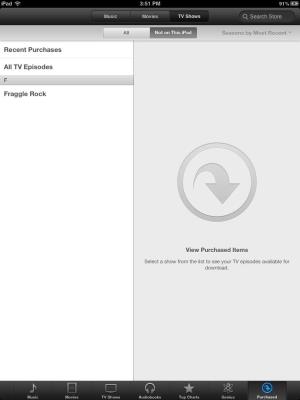 iPad 3:51 PM 91%
Music Movies TV Shows Search Store
All Not on This iPad Seasons by Most Recent
Recent Purchases
All TV Episodes
F
Fraggle Rock
View Purchased Items
Select a show from the list to see your TV episodes available for
download.
Music Movies TV Shows Audiobooks Top Charts Genius Purchased